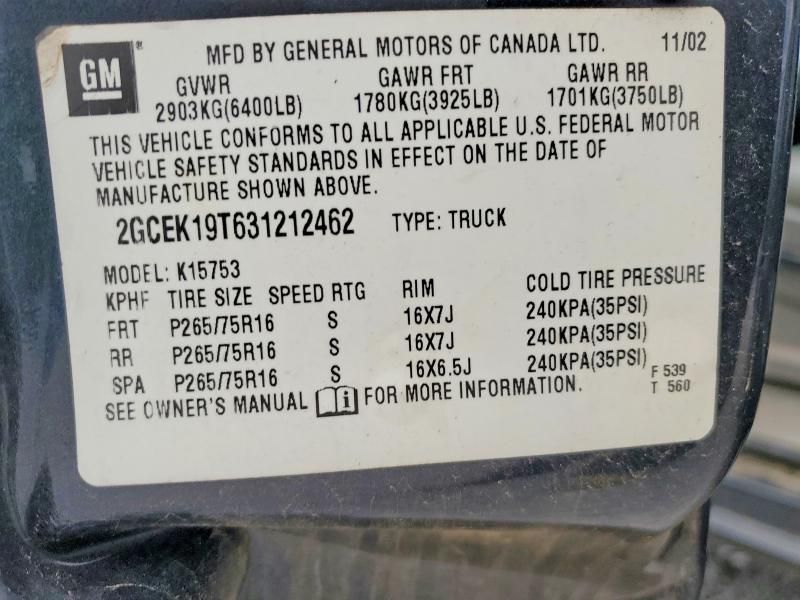 GM ® MFD BY GENERAL MOTORS OF CANADA LTD. 11/02
GVWR GAWR FRT GAWR RR
2903KG(6400LB) 1780KG(3925LB) 1701KG(3750LB)
THIS VEHICLE CONFORMS TO ALL APPLICABLE U.S. FEDERAL MOTOR
VEHICLE SAFETY STANDARDS IN EFFECT ON THE DATE OF
MANUFACTURE SHOWN ABOVE.
2GCEK19T631212462 TYPE: TRUCK
MODEL: K15753
KPHF TIRE SIZE SPEED RTG RIM COLD TIRE PRESSURE
FRT P265/75R16 S 16X7J 240KPA(35PSI)
RR P265/75R16 S 16X7J 240KPA(35PSI)
SPA P265/75R16 S 16X6.5J 240KPA(35PSI) F 539
SEE OWNER'S MANUAL i FOR MORE INFORMATION. T 560